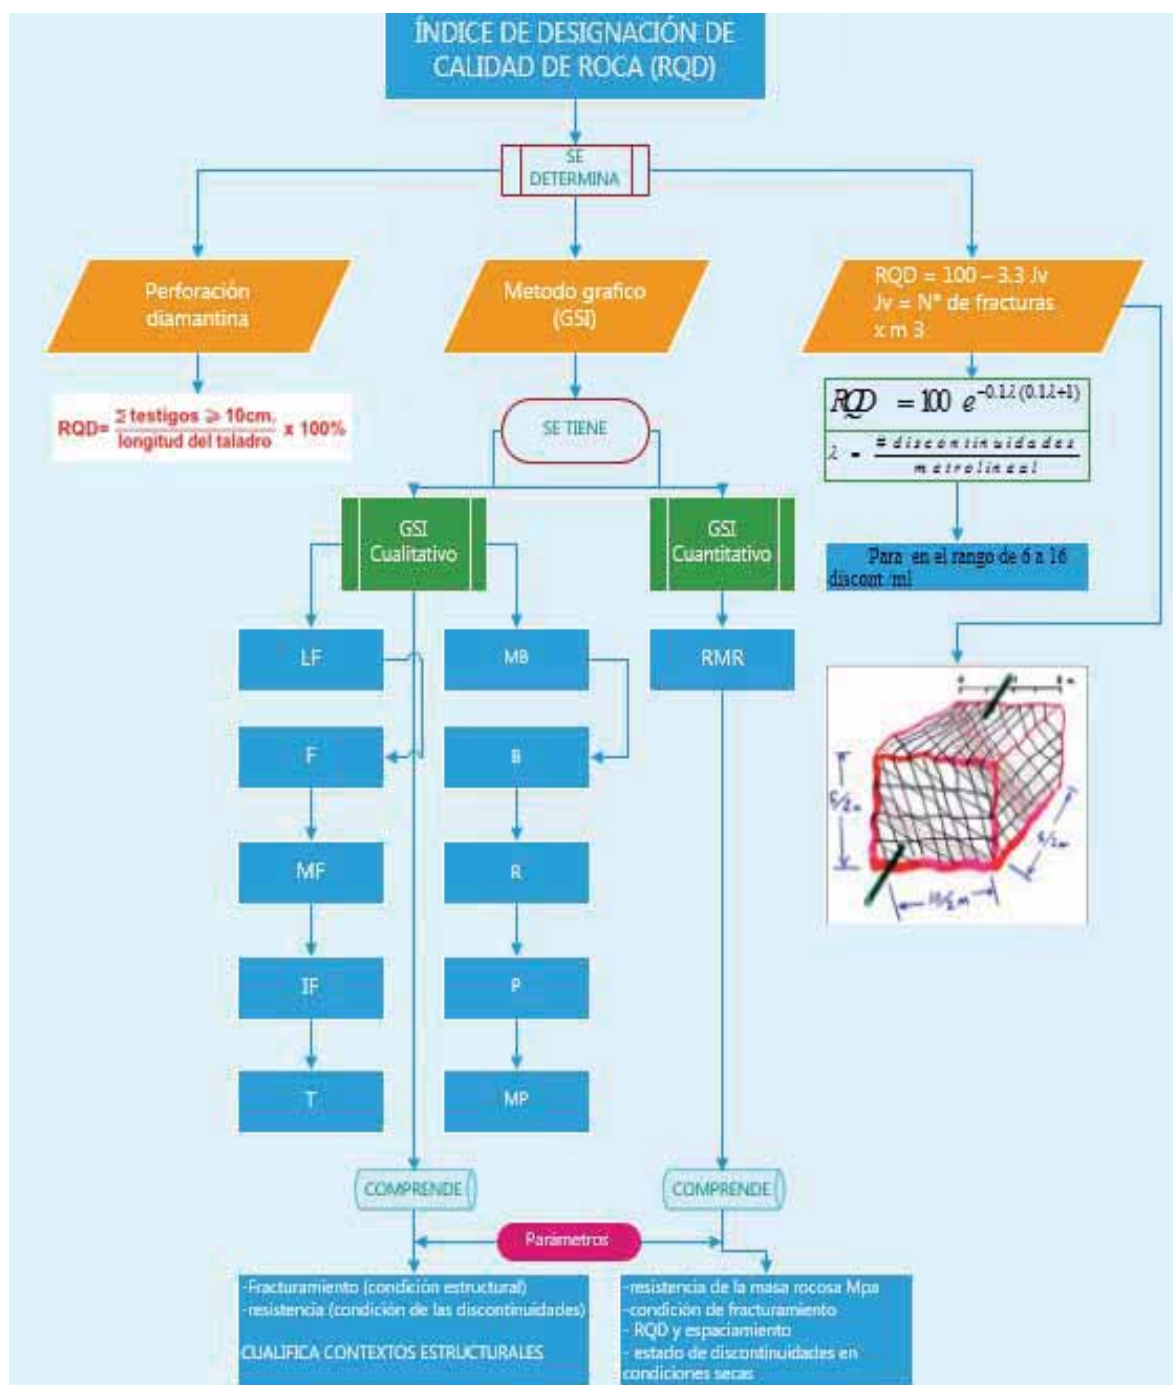 ÍNDICE DE DESIGNACIÓN DE
CALIDAD DE ROCA (RQD)
SE
DETERMINA
Perforación
diamantina
RQD= Σ testigos ⩾ 10cm. / longitud del taladro x 100%
Metodo grafico
(GSI)
SE TIENE
RQD = 100 – 3.3 Jv
Jv = N° de fracturas
x m 3
RQD = 100 e^-0.1λ(0.1λ+1)
λ = # discontinuidades / metrolineal
Para en el rango de 6 a 16
discont /ml
GSI
Cualitativo
GSI
Cuantitativo
LF
MB
RMR
F
B
MF
R
IF
P
T
MP
COMPRENDE
COMPRENDE
Parámetros
-Fracturamiento (condición estructural)
-resistencia (condición de las discontinuidades)
CUALIFICA CONTEXTOS ESTRUCTURALES
-resistencia de la masa rocosa Mpa
-condición de fracturamiento
- RQD y espaciamiento
- estado de discontinuidades en
condiciones secas